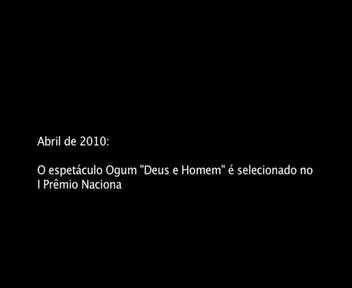 Abril de 2010:
O espetáculo Ogum "Deus e Homem" é selecionado no
I Prêmio Naciona